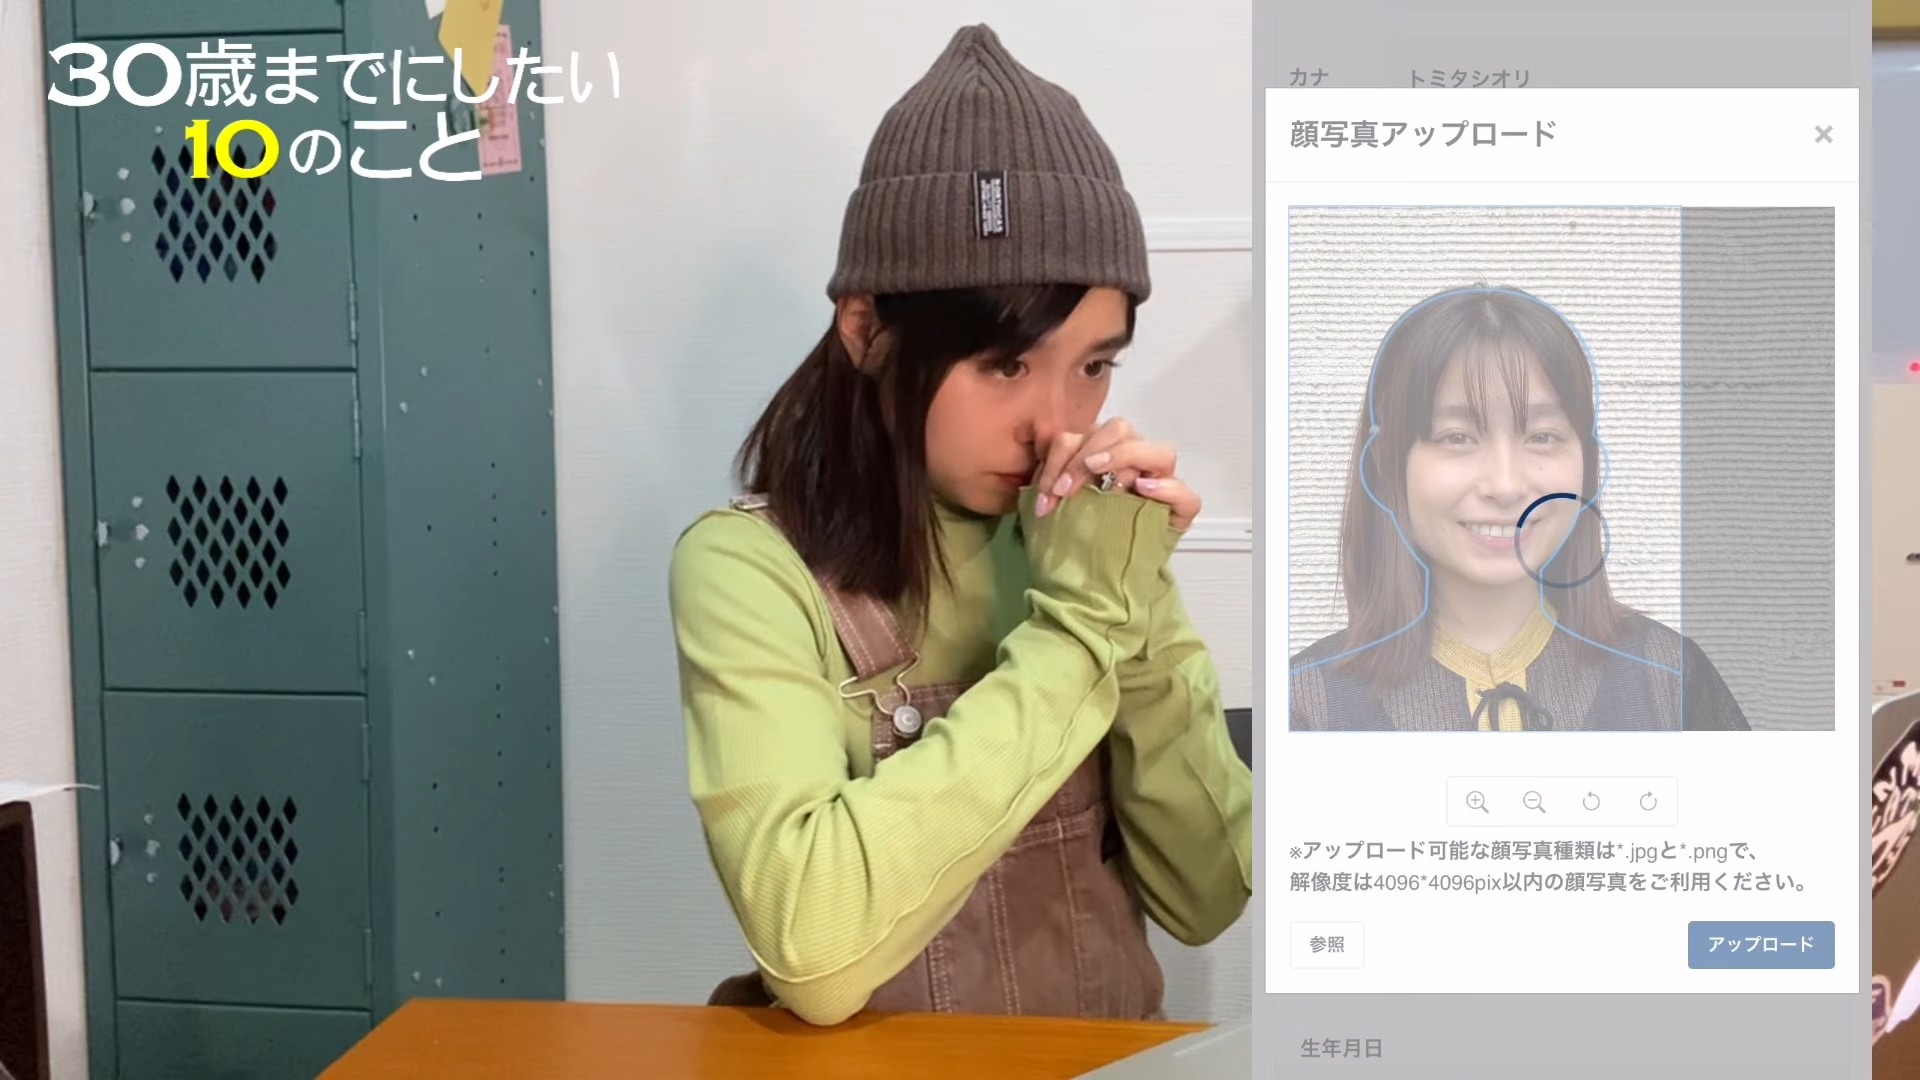 30歳までにしたい
10のこと
カナ
トミタシオリ
顔写真アップロード
×
※アップロード可能な顔写真種類は*.jpgと*.pngで、
解像度は4096*4096pix以内の顔写真をご利用ください。
参照
アップロード
生年月日